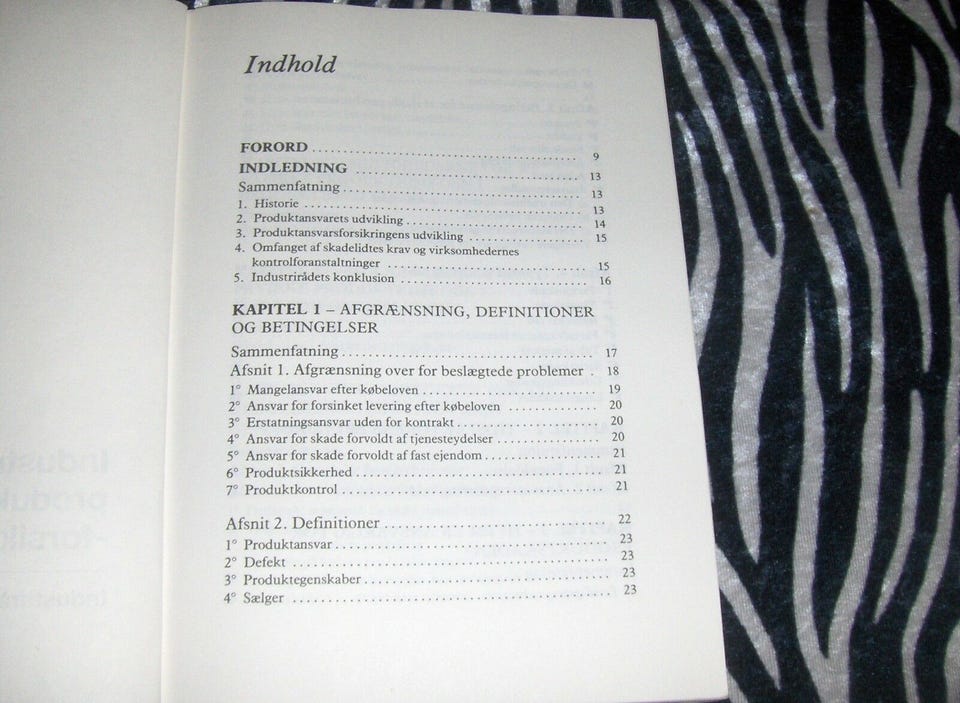 Indhold
FORORD ........ 9
INDLEDNING ........ 13
Sammenfatning ........ 13
1. Historie ........ 13
2. Produktansvarets udvikling ........ 14
3. Produktansvarsforsikringens udvikling ........ 15
4. Omfanget af skadelidtes krav og virksomhedernes
kontrolforanstaltninger ........ 15
5. Industrirådets konklusion ........ 16
KAPITEL 1 – AFGRÆNSNING, DEFINITIONER
OG BETINGELSER
Sammenfatning ........ 17
Afsnit 1. Afgrænsning over for beslægtede problemer . 18
1° Mangelansvar efter købeloven ........ 19
2° Ansvar for forsinket levering efter købeloven ........ 20
3° Erstatningsansvar uden for kontrakt ........ 20
4° Ansvar for skade forvoldt af tjenesteydelser ........ 20
5° Ansvar for skade forvoldt af fast ejendom ........ 21
6° Produktsikkerhed ........ 21
7° Produktkontrol ........ 21
Afsnit 2. Definitioner ........ 22
1° Produktansvar ........ 23
2° Defekt ........ 23
3° Produktegenskaber ........ 23
4° Sælger ........ 23